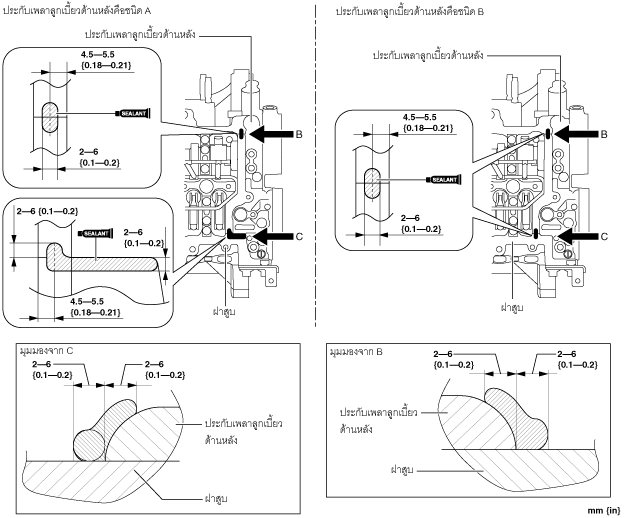 ประกับเพลาลูกเบี้ยวด้านหลังคือชนิด A
ประกับเพลาลูกเบี้ยวด้านหลัง
4.5—5.5
{0.18—0.21}
SEALANT
2—6
{0.1—0.2}
B
2—6 {0.1—0.2}
SEALANT
2—6
{0.1—0.2}
4.5—5.5
{0.18—0.21}
C
ฝาสูบ
ประกับเพลาลูกเบี้ยวด้านหลังคือชนิด B
ประกับเพลาลูกเบี้ยวด้านหลัง
4.5—5.5
{0.18—0.21}
SEALANT
2—6
{0.1—0.2}
B
C
ฝาสูบ
มุมมองจาก C
2—6
{0.1—0.2}
2—6
{0.1—0.2}
ประกับเพลาลูกเบี้ยว
ด้านหลัง
ฝาสูบ
มุมมองจาก B
2—6
{0.1—0.2}
2—6
{0.1—0.2}
ประกับเพลาลูกเบี้ยว
ด้านหลัง
ฝาสูบ
mm {in}